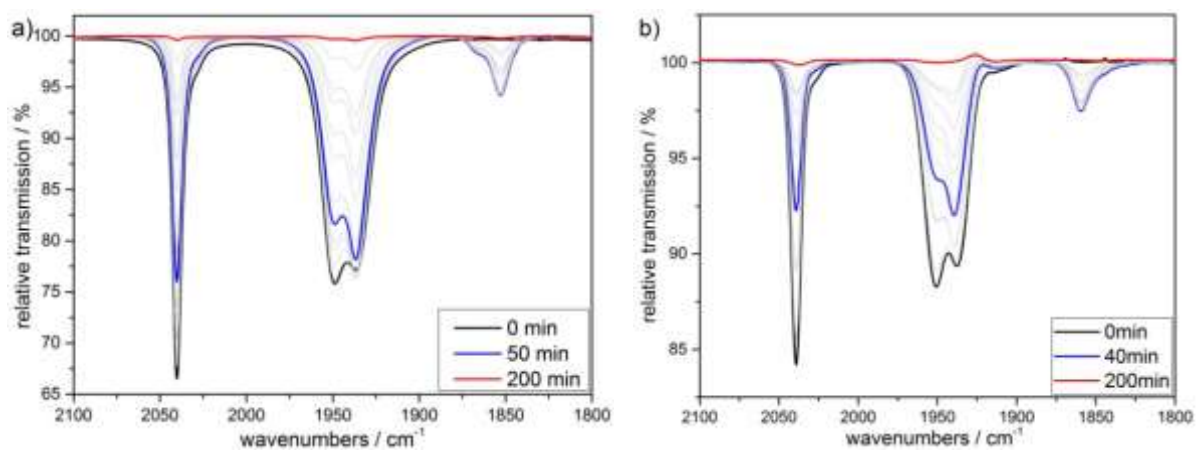 a)
relative transmission / %
100
95
90
85
80
75
70
65
2100 2050 2000 1950 1900 1850 1800
wavenumbers / cm⁻¹
0 min
50 min
200 min
b)
relative transmission / %
100
95
90
85
2100 2050 2000 1950 1900 1850 1800
wavenumbers / cm⁻¹
0min
40min
200min